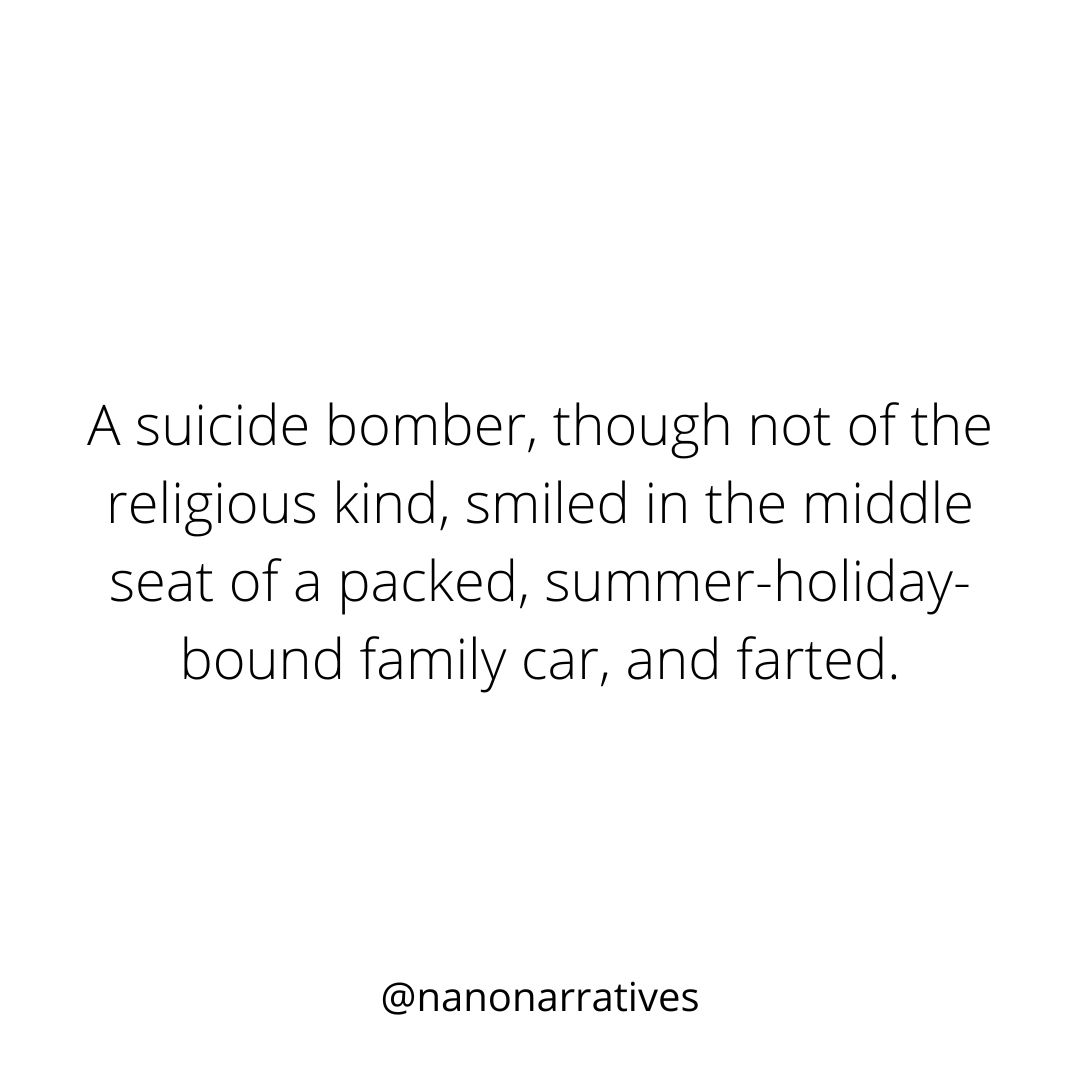 A suicide bomber, though not of the
religious kind, smiled in the middle
seat of a packed, summer-holiday-
bound family car, and farted.
@nanonarratives